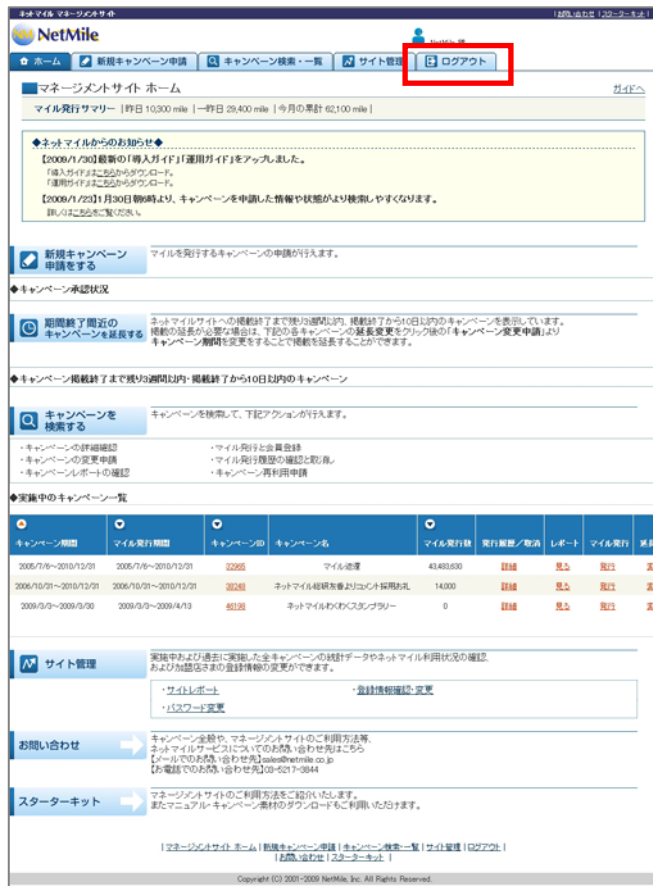 ネットマイル マネージメントサイト
| お問い合わせ | スターターキット |
NetMile
NetMile 様
ホーム
新規キャンペーン申請
キャンペーン検索・一覧
サイト管理
ログアウト
マネージメントサイト ホーム
ガイドへ
マイル発行サマリー | 昨日 10,300 mile | 一昨日 29,400 mile | 今月の累計 62,100 mile |
◆ネットマイルからのお知らせ◆
【2009/1/30】最新の「導入ガイド」「運用ガイド」をアップしました。
「導入ガイド」はこちらからダウンロード。
「運用ガイド」はこちらからダウンロード。
【2009/1/23】1月30日朝6時より、キャンペーンを申請した情報や状態がより検索しやすくなります。
詳しくはこちらをご覧ください。
新規キャンペーン
申請をする
マイルを発行するキャンペーンの申請が行えます。
◆キャンペーン承認状況
期間終了間近の
キャンペーンを延長する
ネットマイルサイトへの掲載終了まで残り3週間以内、掲載終了から10日以内のキャンペーンを表示しています。
掲載の延長が必要な場合は、下記の各キャンペーンの延長変更をクリック後の「キャンペーン変更申請」より
キャンペーン期間を変更をすることで掲載を延長することができます。
◆キャンペーン掲載終了まで残り3週間以内・掲載終了から10日以内のキャンペーン
キャンペーンを
検索する
キャンペーンを検索して、下記アクションが行えます。
・キャンペーンの詳細確認 ・マイル発行と会員登録
・キャンペーンの変更申請 ・マイル発行履歴の確認と取消し
・キャンペーンレポートの確認 ・キャンペーン再利用申請
◆実施中のキャンペーン一覧
キャンペーン期間 マイル発行期間 キャンペーンID キャンペーン名 マイル発行数 発行履歴/取消 レポート マイル発行
2005/7/6～2010/12/31 2005/7/6～2010/12/31 22965 マイル追漂 43,483,630 詳細 見る 発行
2006/10/31～2010/12/31 2006/10/31～2010/12/31 38248 ネットマイル総研友番よりコメント採用お礼 14,000 詳細 見る 発行
2009/3/3～2009/3/30 2009/3/3～2009/4/13 46198 ネットマイルわくわくスタンプラリー 0 詳細 見る 発行
サイト管理
実施中および過去に実施した全キャンペーンの統計データやネットマイル利用状況の確認、
および加盟店さまの登録情報の変更ができます。
・サイトレポート ・登録情報確認・変更
・パスワード変更
お問い合わせ
キャンペーン全般や、マネージメントサイトのご利用方法等、
ネットマイルサービスについてのお問い合わせ先はこちら
【メールでのお問い合わせ先】sales@netmile.co.jp
【お電話でのお問い合わせ先】03-5217-3844
スターターキット
マネージメントサイトのご利用方法をご紹介いたします。
またマニュアル・キャンペーン素材のダウンロードもご利用いただけます。
| マネージメントサイト ホーム | 新規キャンペーン申請 | キャンペーン検索・一覧 | サイト管理 | ログアウト |
| お問い合わせ | スターターキット |
Copyright (C) 2001-2009 NetMile, Inc. All Rights Reserved.